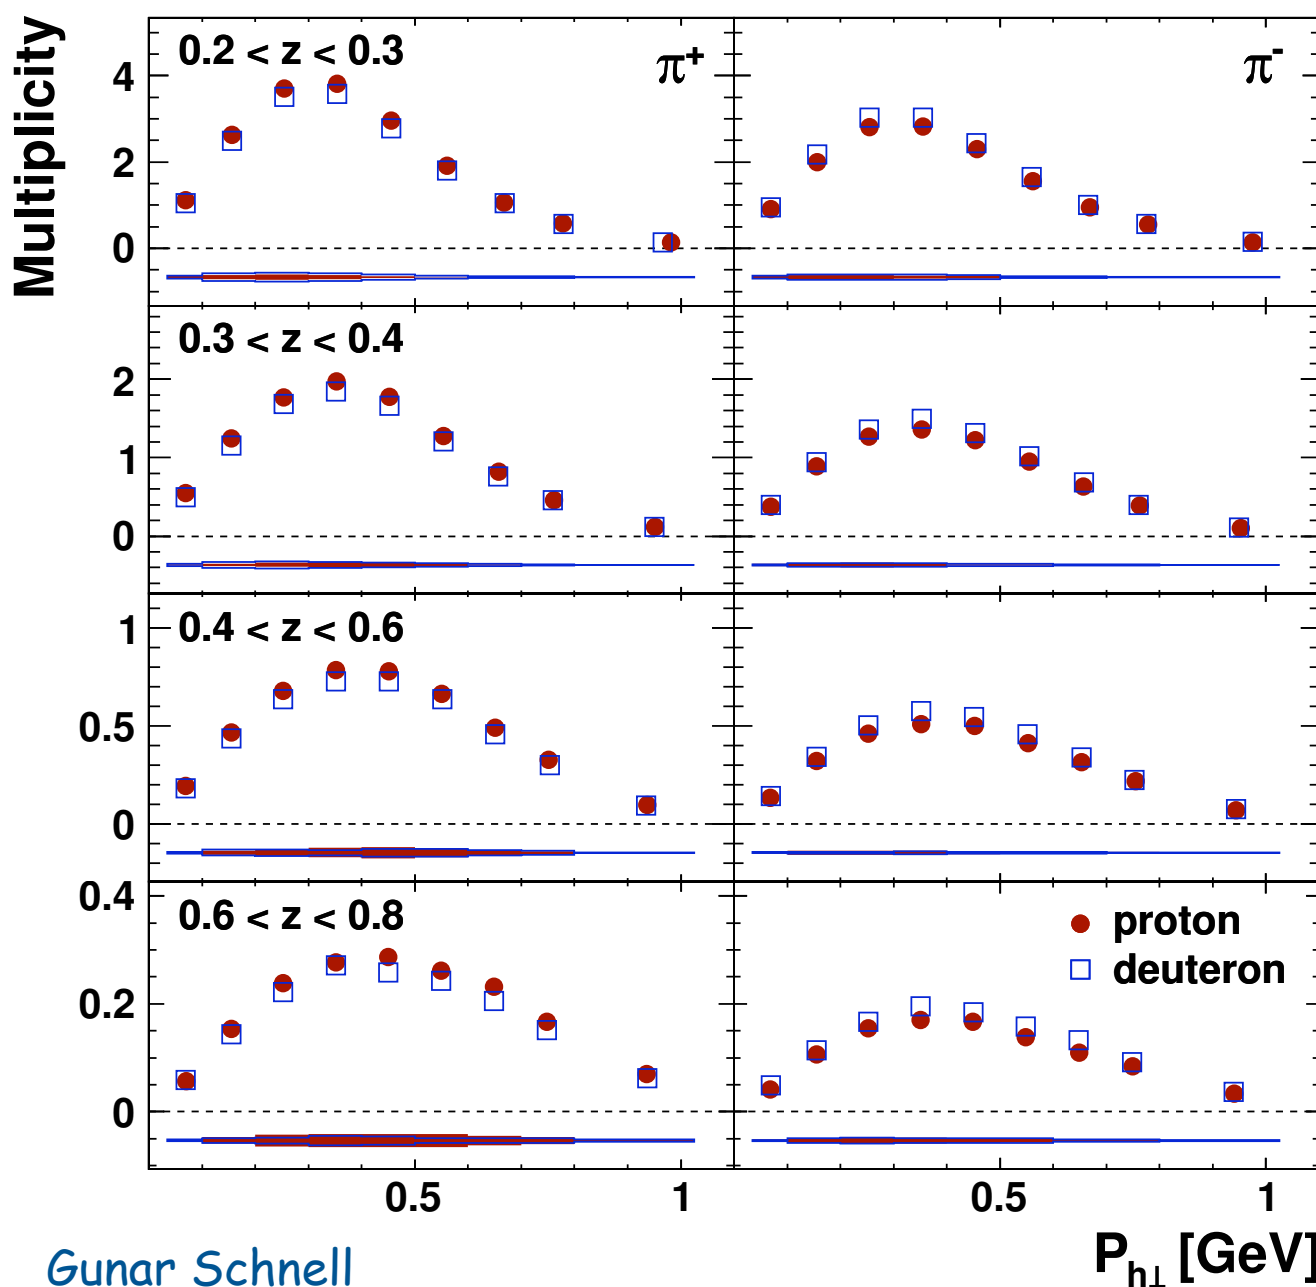 Multiplicity
0.2 < z < 0.3
π+
π-
4
2
0
0.3 < z < 0.4
2
1
0
0.4 < z < 0.6
1
0.5
0
0.6 < z < 0.8
proton
deuteron
0.4
0.2
0
0.5
1
0.5
1
Ph⊥ [GeV]
Gunar Schnell